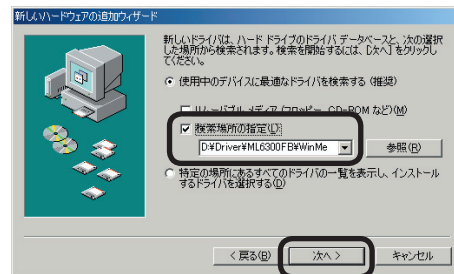 新しいハードウェアの追加ウィザード
新しいドライバは、ハード ドライブのドライバ データベースと、次の選択
した場所から検索されます。検索を開始するには、[次へ] をクリックし
てください。
使用中のデバイスに最適なドライバを検索する (推奨)
リムーバブル メディア (フロッピー、CD-ROM など)(M)
検索場所の指定(L):
D:¥Driver¥ML6300FB¥WinMe
参照(R)
特定の場所にあるすべてのドライバの一覧を表示し、インストール
するドライバを選択する(D)
< 戻る(B)
次へ >
キャンセル